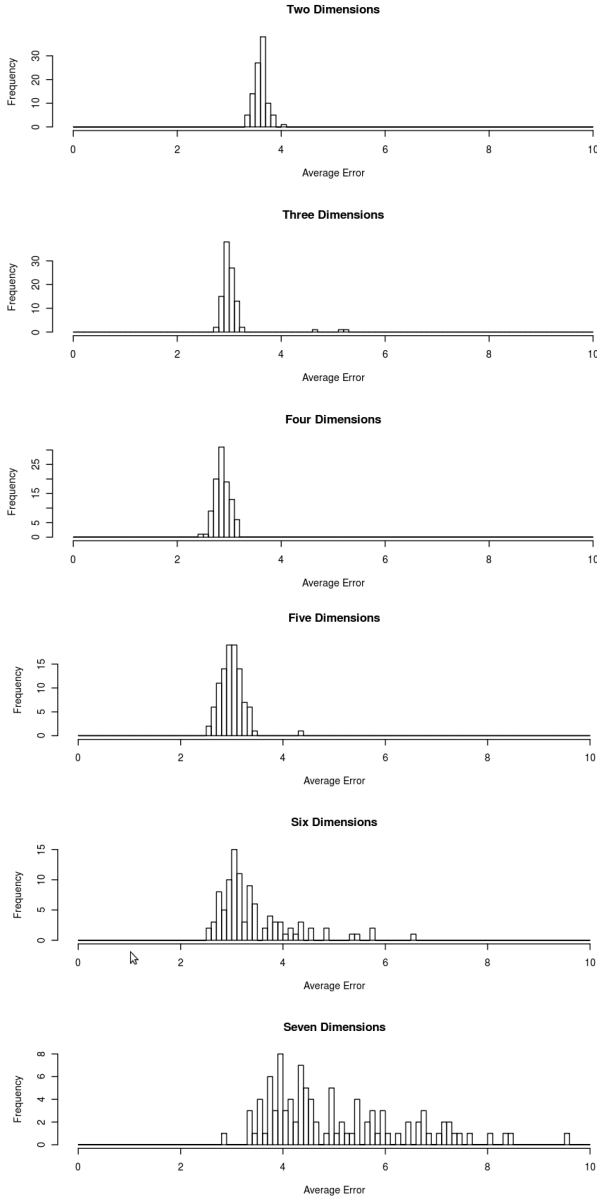 Two Dimensions
30
20
10
0
Frequency
0 2 4 6 8 10
Average Error
Three Dimensions
30
20
10
0
Frequency
0 2 4 6 8 10
Average Error
Four Dimensions
25
15
5
0
Frequency
0 2 4 6 8 10
Average Error
Five Dimensions
15
10
5
0
Frequency
0 2 4 6 8 10
Average Error
Six Dimensions
15
10
5
0
Frequency
0 2 4 6 8 10
Average Error
Seven Dimensions
8
6
4
2
0
Frequency
0 2 4 6 8 10
Average Error